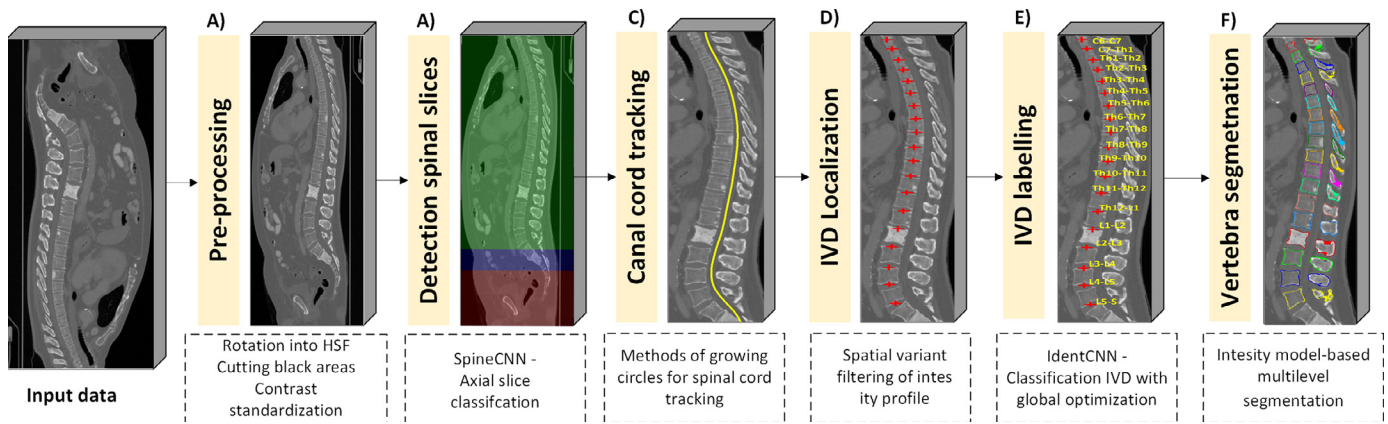 A)
A)
C)
D)
E)
F)
Input data
Pre-processing
Rotation into HSF
Cutting black areas
Contrast
standardization
Detection spinal slices
SpineCNN -
Axial slice
classifcation
Canal cord tracking
Methods of growing
circles for spinal cord
tracking
IVD Localization
Spatial variant
filtering of intes
ity profile
IVD labelling
C6-C7
C7-Th1
Th1-Th2
Th2-Th3
Th3-Th4
Th4-Th5
Th5-Th6
Th6-Th7
Th7-Th8
Th8-Th9
Th9-Th10
Th10-Th11
Th11-Th12
Th12-L1
L1-L2
L2-L3
L3-L4
L4-L5
L5-S
IdentCNN -
Classification IVD with
global optimization
Vertebra segmetnation
Intesity model-based
multilevel
segmentation